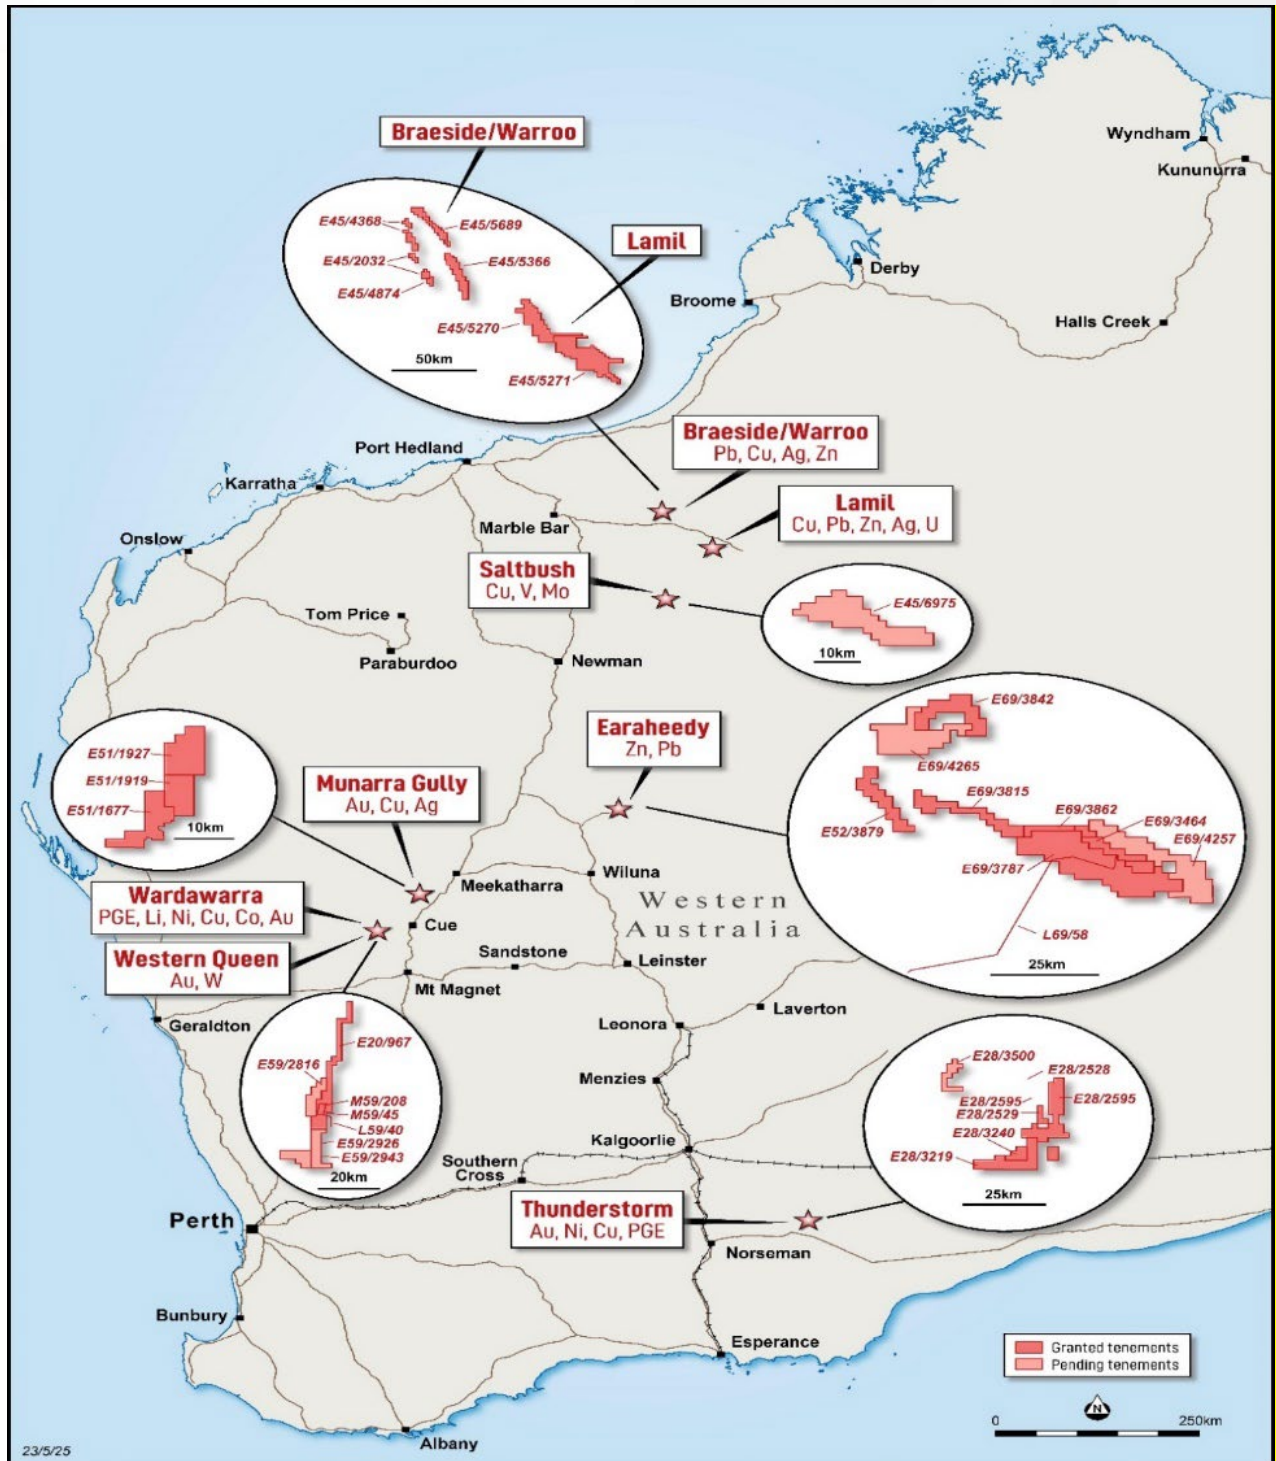 Wyndham
Kununurra
Braeside/Warroo
E45/4368
E45/5689
E45/2032
E45/5366
E45/4874
E45/5270
50km
E45/5271
Lamil
Derby
Broome
Halls Creek
Port Hedland
Karratha
Onslow
Marble Bar
Braeside/Warroo
Pb, Cu, Ag, Zn
Lamil
Cu, Pb, Zn, Ag, U
Saltbush
Cu, V, Mo
E45/6975
10km
Tom Price
Paraburdoo
Newman
E51/1927
E51/1919
E51/1677
10km
Munarra Gully
Au, Cu, Ag
Earaheedy
Zn, Pb
E69/3842
E69/4265
E69/3815
E69/3862
E52/3879
E69/3464
E69/4257
E69/3787
L69/58
25km
Meekatharra
Wiluna
Wardawarra
PGE, Li, Ni, Cu, Co, Au
Cue
Western
Australia
Western Queen
Au, W
Sandstone
Leinster
Mt Magnet
Geraldton
Laverton
Leonora
Menzies
E20/967
E59/2816
M59/208
M59/45
L59/40
E59/2926
E59/2943
20km
E28/3500
E28/2528
E28/2595
E28/2595
E28/2529
E28/3240
E28/3219
25km
Kalgoorlie
Southern
Cross
Perth
Thunderstorm
Au, Ni, Cu, PGE
Norseman
Bunbury
Esperance
Albany
Granted tenements
Pending tenements
N
0 250km
23/5/25